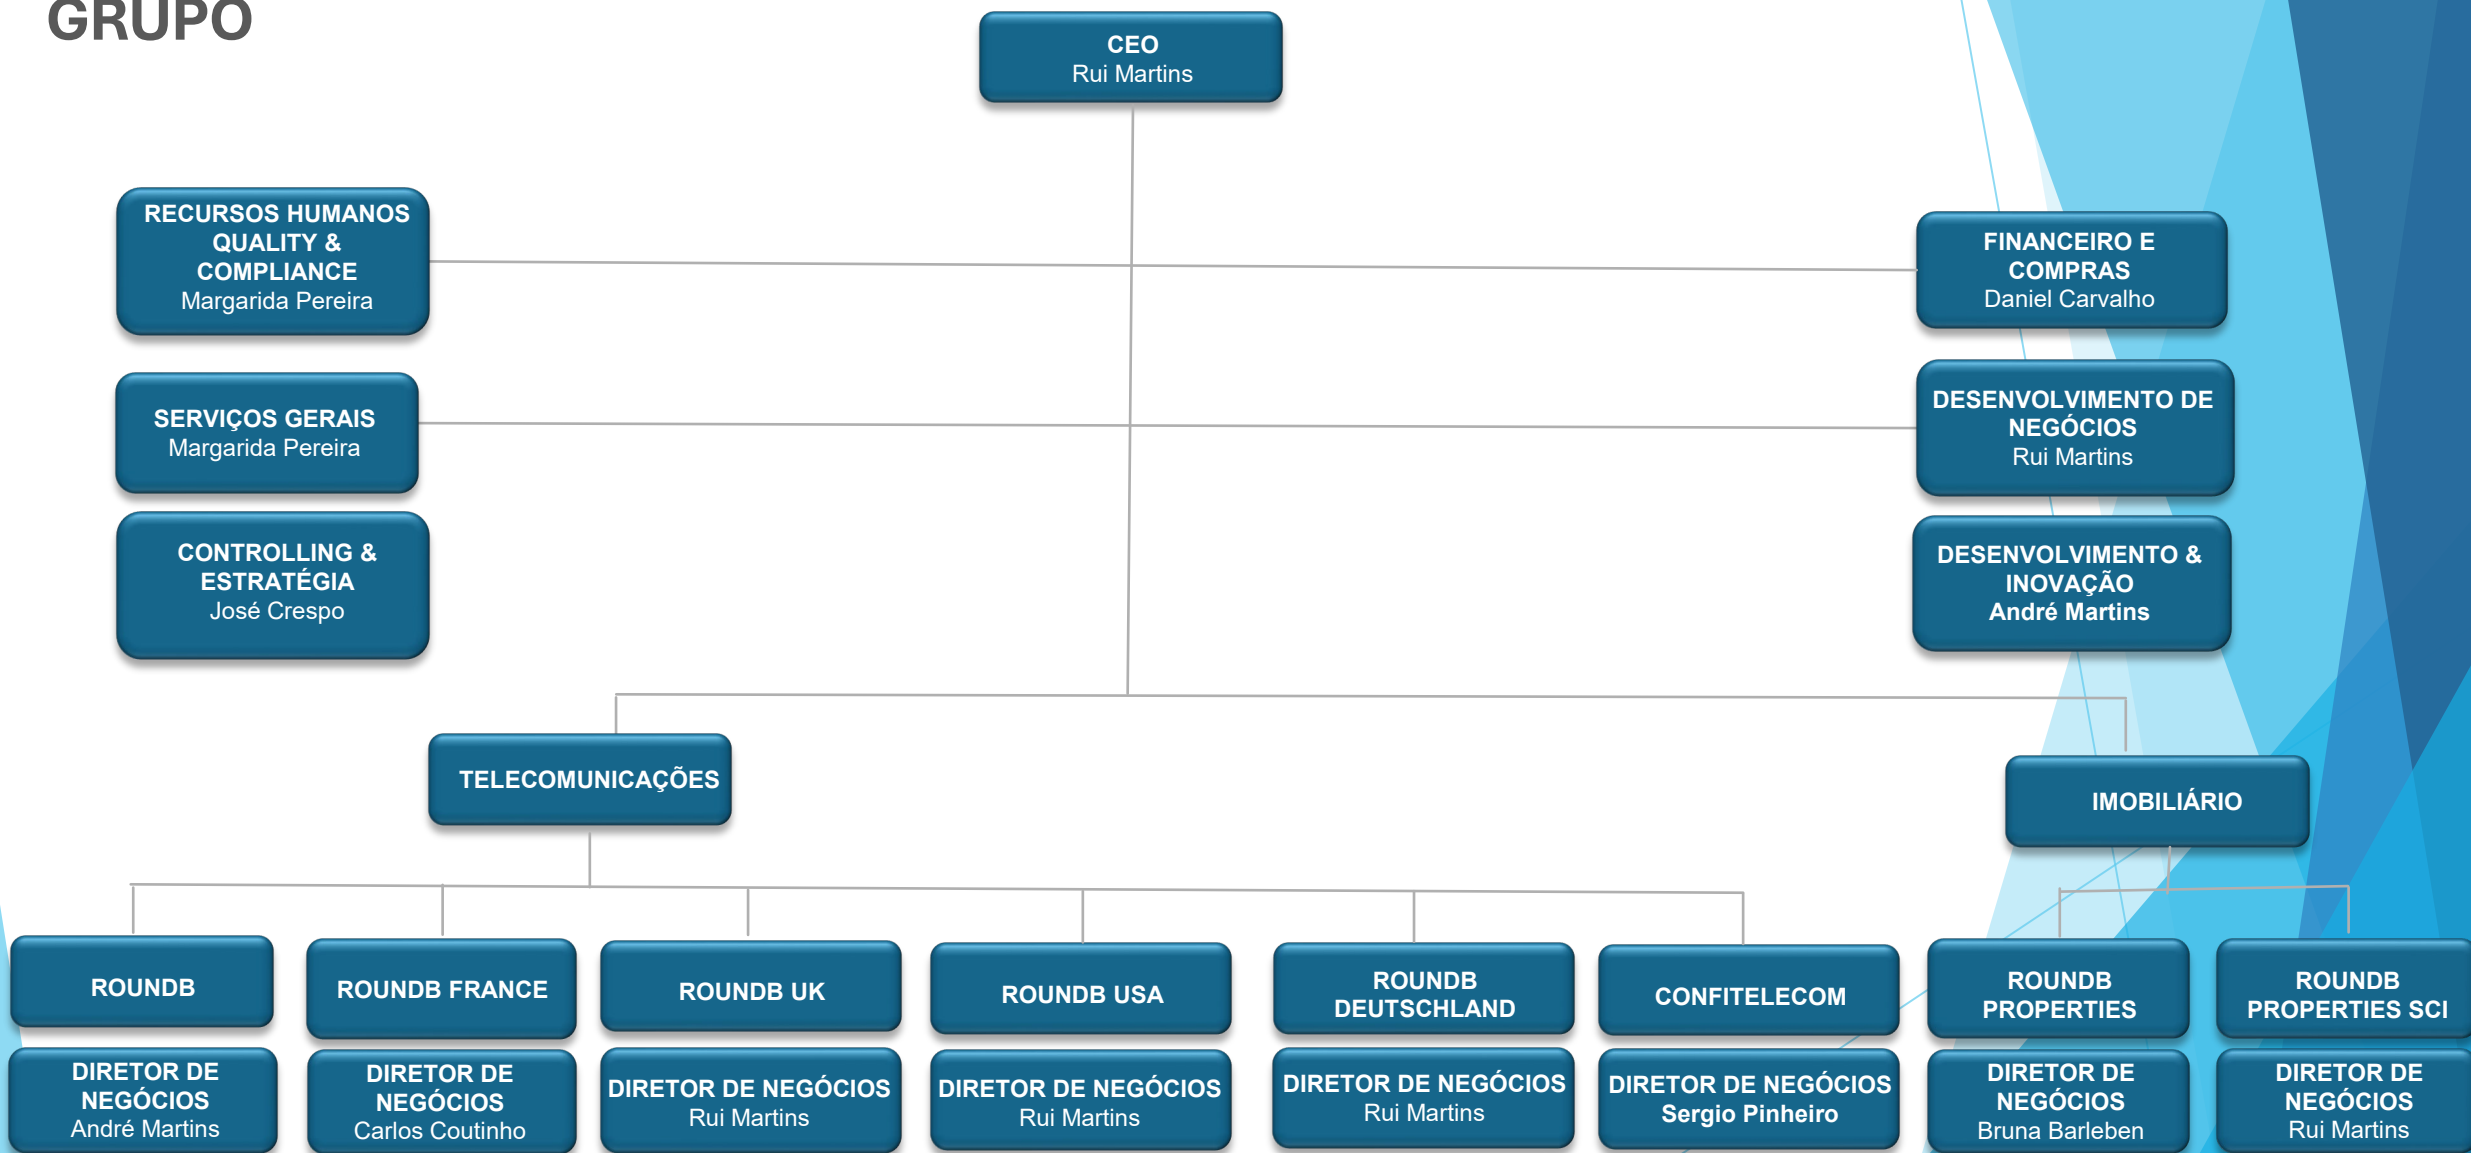 GRUPO
CEO
Rui Martins
RECURSOS HUMANOS
QUALITY &
COMPLIANCE
Margarida Pereira
FINANCEIRO E
COMPRAS
Daniel Carvalho
SERVIÇOS GERAIS
Margarida Pereira
DESENVOLVIMENTO DE
NEGÓCIOS
Rui Martins
CONTROLLING &
ESTRATÉGIA
José Crespo
DESENVOLVIMENTO &
INOVAÇÃO
André Martins
TELECOMUNICAÇÕES
IMOBILIÁRIO
ROUNDB
ROUNDB FRANCE
ROUNDB UK
ROUNDB USA
ROUNDB
DEUTSCHLAND
CONFITELECOM
ROUNDB
PROPERTIES
ROUNDB
PROPERTIES SCI
DIRETOR DE
NEGÓCIOS
André Martins
DIRETOR DE
NEGÓCIOS
Carlos Coutinho
DIRETOR DE NEGÓCIOS
Rui Martins
DIRETOR DE NEGÓCIOS
Rui Martins
DIRETOR DE NEGÓCIOS
Rui Martins
DIRETOR DE NEGÓCIOS
Sergio Pinheiro
DIRETOR DE
NEGÓCIOS
Bruna Barleben
DIRETOR DE
NEGÓCIOS
Rui Martins